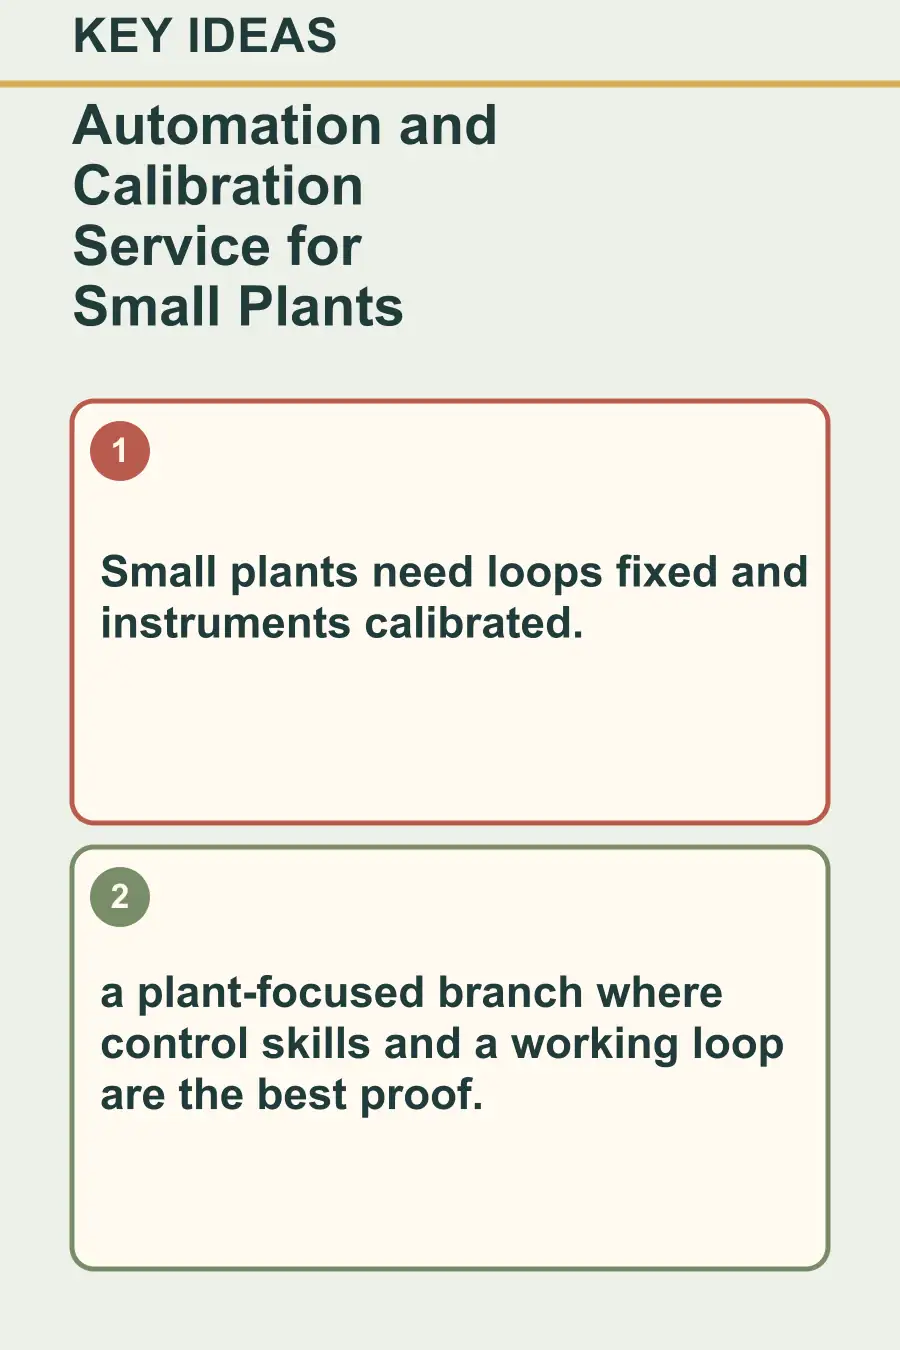 KEY IDEAS
Automation and
Calibration
Service for
Small Plants
1
Small plants need loops fixed and
instruments calibrated.
2
a plant-focused branch where
control skills and a working loop
are the best proof.